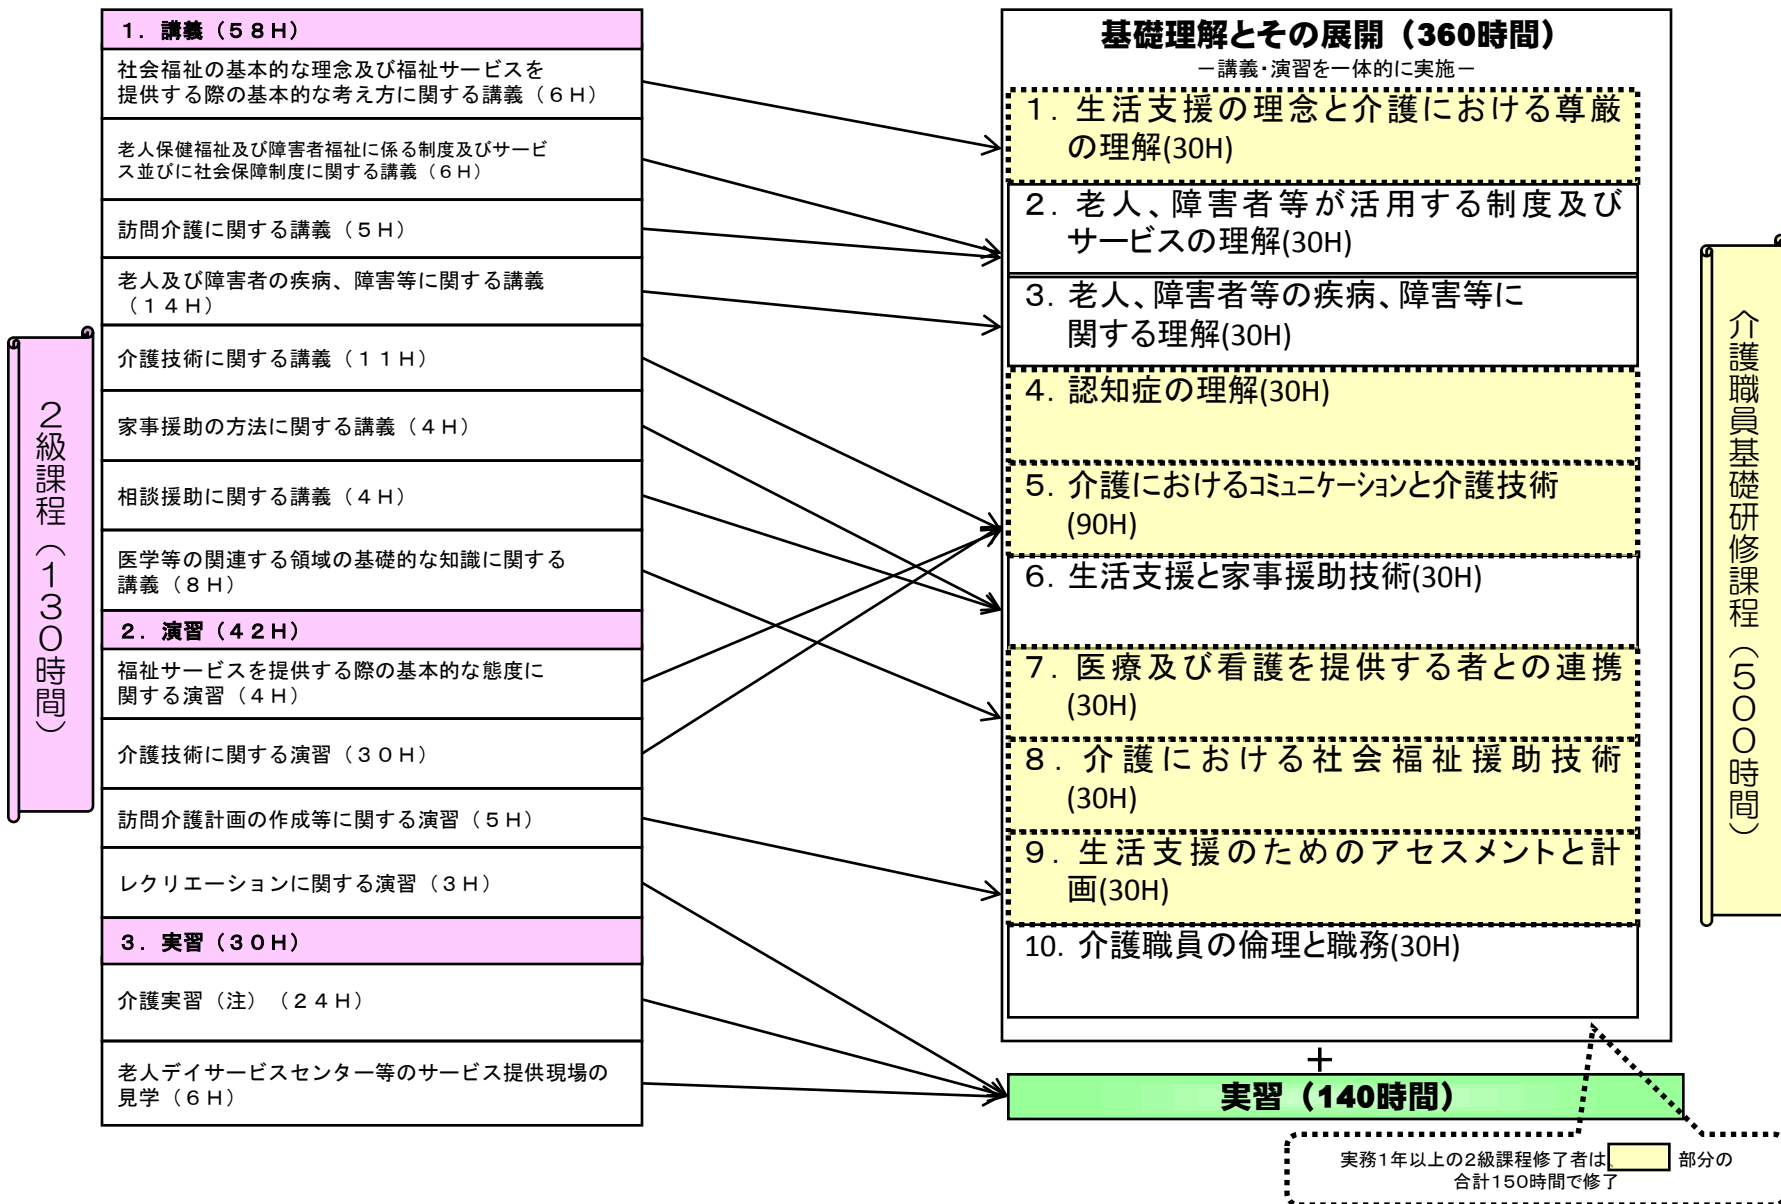 2級課程（130時間）
1．講義（58H）
社会福祉の基本的な理念及び福祉サービスを
提供する際の基本的な考え方に関する講義（6H）
老人保健福祉及び障害者福祉に係る制度及びサービ
ス並びに社会保障制度に関する講義（6H）
訪問介護に関する講義（5H）
老人及び障害者の疾病、障害等に関する講義
（14H）
介護技術に関する講義（11H）
家事援助の方法に関する講義（4H）
相談援助に関する講義（4H）
医学等の関連する領域の基礎的な知識に関する
講義（8H）
2．演習（42H）
福祉サービスを提供する際の基本的な態度に
関する演習（4H）
介護技術に関する演習（30H）
訪問介護計画の作成等に関する演習（5H）
レクリエーションに関する演習（3H）
3．実習（30H）
介護実習（注）（24H）
老人デイサービスセンター等のサービス提供現場の
見学（6H）
基礎理解とその展開（360時間）
－講義・演習を一体的に実施－
1．生活支援の理念と介護における尊厳
の理解(30H)
2．老人、障害者等が活用する制度及び
サービスの理解(30H)
3．老人、障害者等の疾病、障害等に
関する理解(30H)
4．認知症の理解(30H)
5．介護におけるｺﾐｭﾆｹｰｼｮﾝと介護技術
(90H)
6．生活支援と家事援助技術(30H)
7．医療及び看護を提供する者との連携
(30H)
8．介護における社会福祉援助技術
(30H)
9．生活支援のためのアセスメントと計
画(30H)
10．介護職員の倫理と職務(30H)
＋
実習（140時間）
実務1年以上の2級課程修了者は、 部分の
合計150時間で修了
介護職員基礎研修課程（500時間）